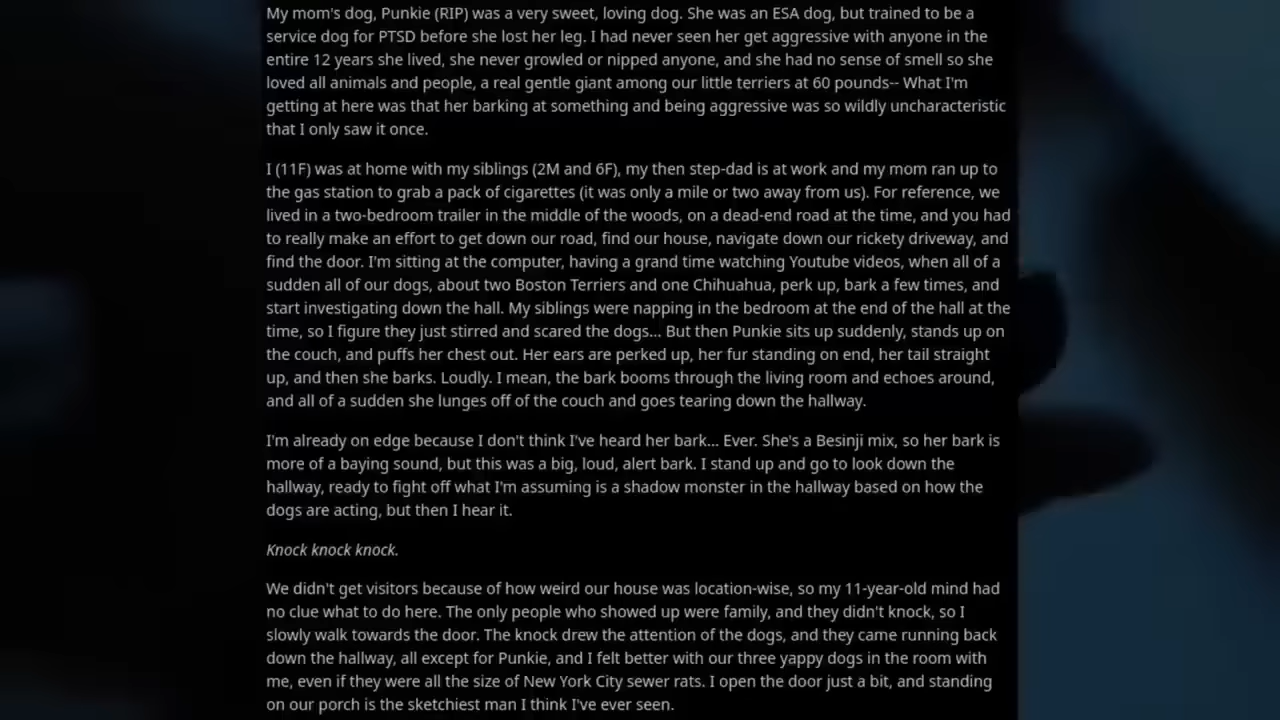 My mom's dog, Punkie (RIP) was a very sweet, loving dog. She was an ESA dog, but trained to be a
service dog for PTSD before she lost her leg. I had never seen her get aggressive with anyone in the
entire 12 years she lived, she never growled or nipped anyone, and she had no sense of smell so she
loved all animals and people, a real gentle giant among our little terriers at 60 pounds-- What I'm
getting at here was that her barking at something and being aggressive was so wildly uncharacteristic
that I only saw it once.
I (11F) was at home with my siblings (2M and 6F), my then step-dad is at work and my mom ran up to
the gas station to grab a pack of cigarettes (it was only a mile or two away from us). For reference, we
lived in a two-bedroom trailer in the middle of the woods, on a dead-end road at the time, and you had
to really make an effort to get down our road, find our house, navigate down our rickety driveway, and
find the door. I'm sitting at the computer, having a grand time watching Youtube videos, when all of a
sudden all of our dogs, about two Boston Terriers and one Chihuahua, perk up, bark a few times, and
start investigating down the hall. My siblings were napping in the bedroom at the end of the hall at the
time, so I figure they just stirred and scared the dogs... But then Punkie sits up suddenly, stands up on
the couch, and puffs her chest out. Her ears are perked up, her fur standing on end, her tail straight
up, and then she barks. Loudly. I mean, the bark booms through the living room and echoes around,
and all of a sudden she lunges off of the couch and goes tearing down the hallway.
I'm already on edge because I don't think I've heard her bark... Ever. She's a Besinji mix, so her bark is
more of a baying sound, but this was a big, loud, alert bark. I stand up and go to look down the
hallway, ready to fight off what I'm assuming is a shadow monster in the hallway based on how the
dogs are acting, but then I hear it.
Knock knock knock.
We didn't get visitors because of how weird our house was location-wise, so my 11-year-old mind had
no clue what to do here. The only people who showed up were family, and they didn't knock, so I
slowly walk towards the door. The knock drew the attention of the dogs, and they came running back
down the hallway, all except for Punkie, and I felt better with our three yappy dogs in the room with
me, even if they were all the size of New York City sewer rats. I open the door just a bit, and standing
on our porch is the sketchiest man I think I've ever seen.